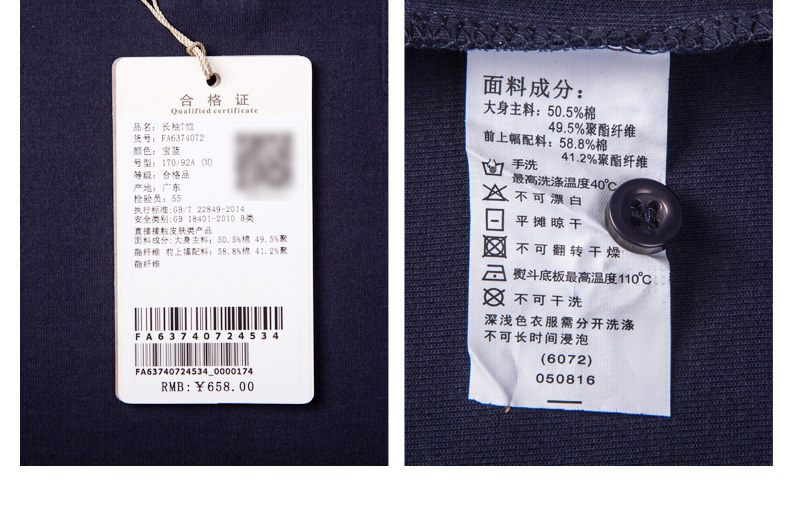 合格证
Qualified certificate
品名：长袖T恤
货号：FA6374072
颜色：宝蓝
号型：170/92A (M)
等级：合格品
产地：广东
检验员：55
执行标准:GB/T 22849-2014
安全类别:GB 18401-2010 B类
直接接触皮肤类产品
面料成分:大身主料：50.5%棉 49.5%聚
酯纤维 前上幅配料：58.8%棉 41.2%聚
酯纤维
FA63740724534
FA63740724534_0000174
RMB:￥658.00
面料成分：
大身主料：50.5%棉
49.5%聚酯纤维
前上幅配料：58.8%棉
41.2%聚酯纤维
手洗
最高洗涤温度40℃
不可漂白
平摊晾干
不可翻转干燥
熨斗底板最高温度110℃
不可干洗
深浅色衣服需分开洗涤
不可长时间浸泡
(6072)
050816